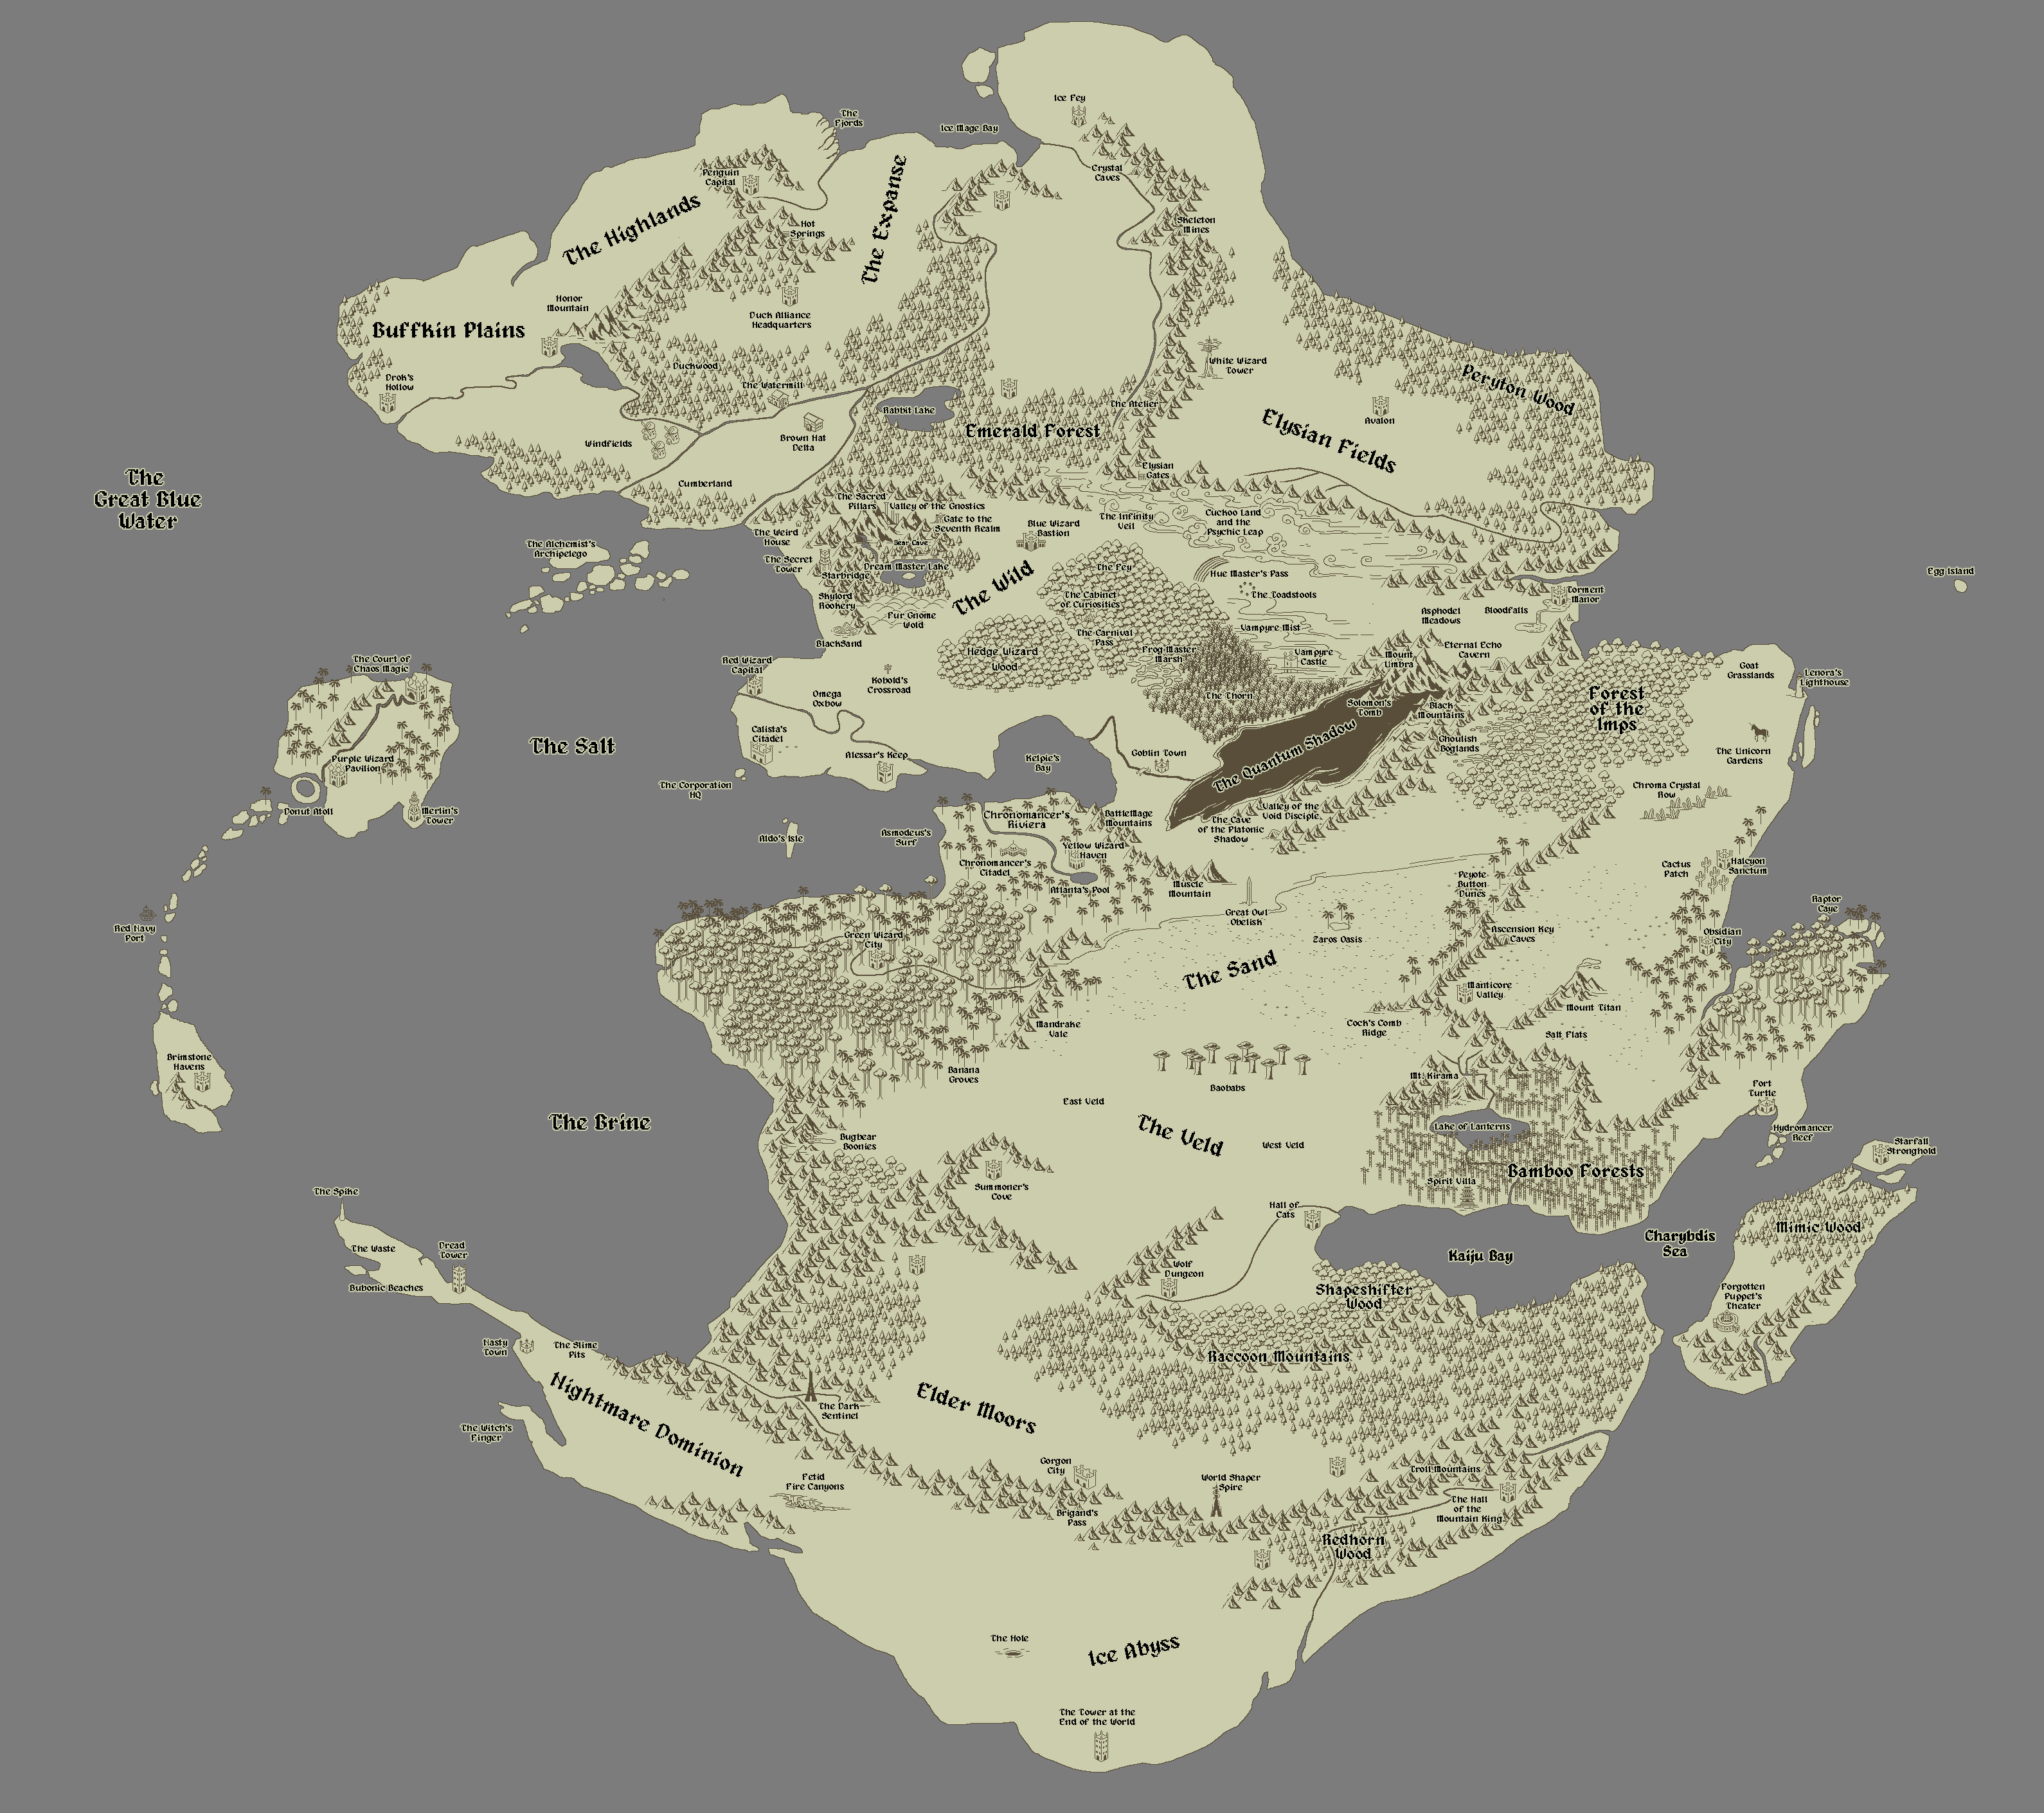 Ice Fey
The
Fjords
Ice Mage Bay
Crystal
Caves
Penguin
Capital
The Highlands
The Expanse
Hot
Springs
Skeleton
Mines
Honor
Mountain
Buffkin Plains
Duck Alliance
Headquarters
Drok's
Hollow
Duckwood
The Watermill
White Wizard
Tower
Peryton Wood
Rabbit Lake
The Atelier
Avalon
Windfields
Brown Hat
Delta
Emerald Forest
Elysian Fields
The
Great Blue
Water
Cumberland
Elysian
Gates
The Sacred
Pillars
Valley of the Gnostics
Gate to the
Seventh Realm
Blue Wizard
Bastion
The Infinity
Veil
Cuckoo Land
and the
Psychic Leap
The Weird
House
Bear Cave
The Alchemist's
Archipelego
The Secret
Tower
Starbridge
Dream Master Lake
The Wild
The Fey
Hue Master's Pass
Egg Island
The Toadstools
Torment
Manor
Skylord
Rookery
Fur Gnome
Wold
The Cabinet
of Curiosities
Asphodel
Meadows
Bloodfalls
BlackSand
The Carnival
Pass
Vampyre Mist
Eternal Echo
Cavern
Hedge Wizard
Wood
Frog Master
Marsh
Vampyre
Castle
Mount
Umbra
The Court of
Chaos Magic
Red Wizard
Capital
Kobold's
Crossroad
Goat
Grasslands
Lenora's
Lighthouse
Omega
Oxbow
The Thorn
Solomon's
Tomb
Black
Mountains
Forest
of the
Imps
Calista's
Citadel
The Salt
Alessar's Keep
Goblin Town
Ghoulish
Boglands
The Unicorn
Gardens
Purple Wizard
Pavilion
Kelpie's
Bay
The Quantum Shadow
The Corporation
HQ
Chroma Crystal
Row
Donut Atoll
Merlin's
Tower
Chronomancer's
Riviera
BattleMage
Mountains
Valley of the
Void Disciple
The Cave
of the Platonic
Shadow
Aldo's Isle
Asmodeus's
Surf
Yellow Wizard
Haven
Chronomancer's
Citadel
Cactus
Patch
Halcyon
Sanctum
Atlanta's Pool
Muscle
Mountain
Peyote
Button
Dunes
Raptor
Caye
Great Owl
Obelisk
Red Navy
Port
Green Wizard
City
Zaros Oasis
Ascension Key
Caves
Obsidian
City
The Sand
Manticore
Valley
Mount Titan
Mandrake
Vale
Cock's Comb
Ridge
Salt Flats
Brimstone
Havens
Banana
Groves
Baobabs
Mt. Kirama
Fort
Turtle
East Veld
The Brine
The Veld
Lake of Lanterns
Hydromancer
Reef
Bugbear
Boonies
West Veld
Starfall
Stronghold
Bamboo Forests
Spirit Villa
Summoner's
Cove
The Spike
Hall of
Cats
Mimic Wood
Charybdis
Sea
The Waste
Dread
Tower
Kaiju Bay
Wolf
Dungeon
Bubonic Beaches
Shapeshifter
Wood
Forgotten
Puppet's
Theater
Nasty
Town
The Slime
Pits
Raccoon Mountains
Nightmare Dominion
The Dark
Sentinel
Elder Moors
The Witch's
Finger
Gorgon
City
Troll Mountains
Fetid
Fire Canyons
World Shaper
Spire
Brigand's
Pass
The Hall
of the
Mountain King
Redhorn
Wood
The Hole
Ice Abyss
The Tower at the
End of the World